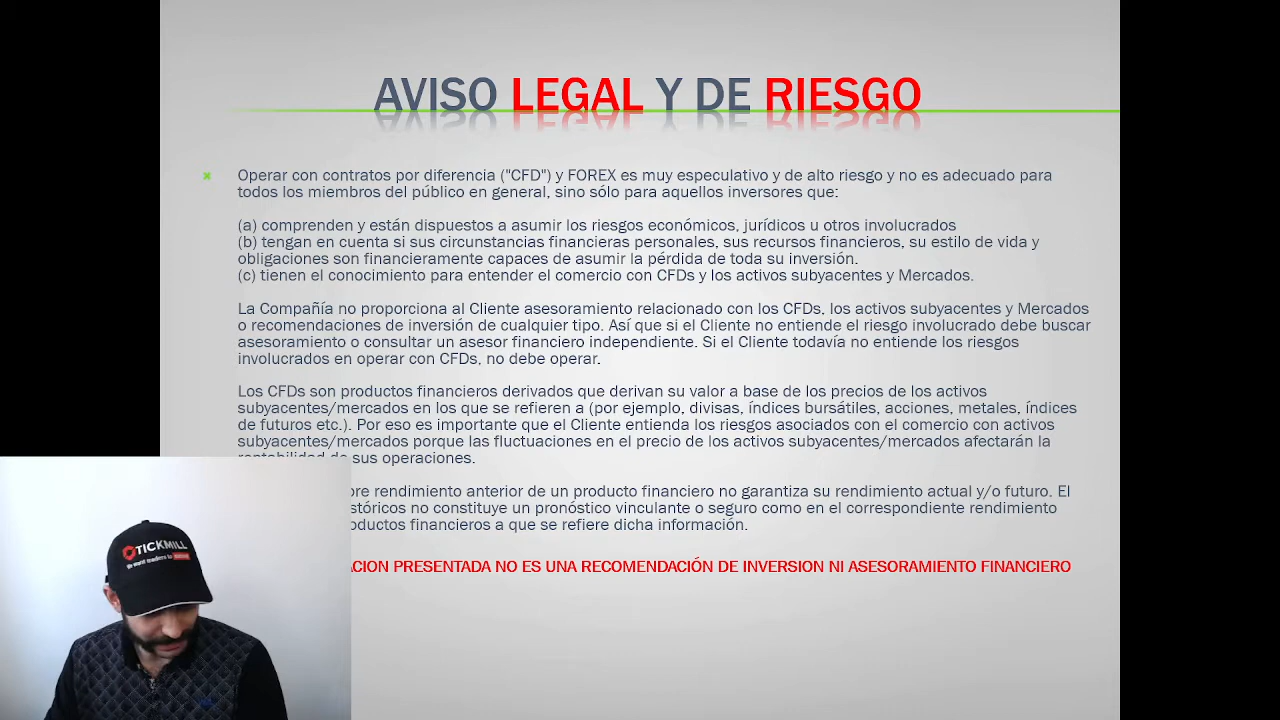 AVISO LEGAL Y DE RIESGO
Operar con contratos por diferencia ("CFD") y FOREX es muy especulativo y de alto riesgo y no es adecuado para
todos los miembros del público en general, sino sólo para aquellos inversores que:
(a) comprenden y están dispuestos a asumir los riesgos económicos, jurídicos u otros involucrados
(b) tengan en cuenta si sus circunstancias financieras personales, sus recursos financieros, su estilo de vida y
obligaciones son financieramente capaces de asumir la pérdida de toda su inversión.
(c) tienen el conocimiento para entender el comercio con CFDs y los activos subyacentes y Mercados.
La Compañía no proporciona al Cliente asesoramiento relacionado con los CFDs, los activos subyacentes y Mercados
o recomendaciones de inversión de cualquier tipo. Así que si el Cliente no entiende el riesgo involucrado debe buscar
asesoramiento o consultar un asesor financiero independiente. Si el Cliente todavía no entiende los riesgos
involucrados en operar con CFDs, no debe operar.
Los CFDs son productos financieros derivados que derivan su valor a base de los precios de los activos
subyacentes/mercados en los que se refieren a (por ejemplo, divisas, índices bursátiles, acciones, metales, índices
de futuros etc.). Por eso es importante que el Cliente entienda los riesgos asociados con el comercio con activos
subyacentes/mercados porque las fluctuaciones en el precio de los activos subyacentes/mercados afectarán la
rentabilidad de sus operaciones.
bre rendimiento anterior de un producto financiero no garantiza su rendimiento actual y/o futuro. El
stóricos no constituye un pronóstico vinculante o seguro como en el correspondiente rendimiento
oductos financieros a que se refiere dicha información.
ACION PRESENTADA NO ES UNA RECOMENDACIÓN DE INVERSION NI ASESORAMIENTO FINANCIERO
TICKMILL